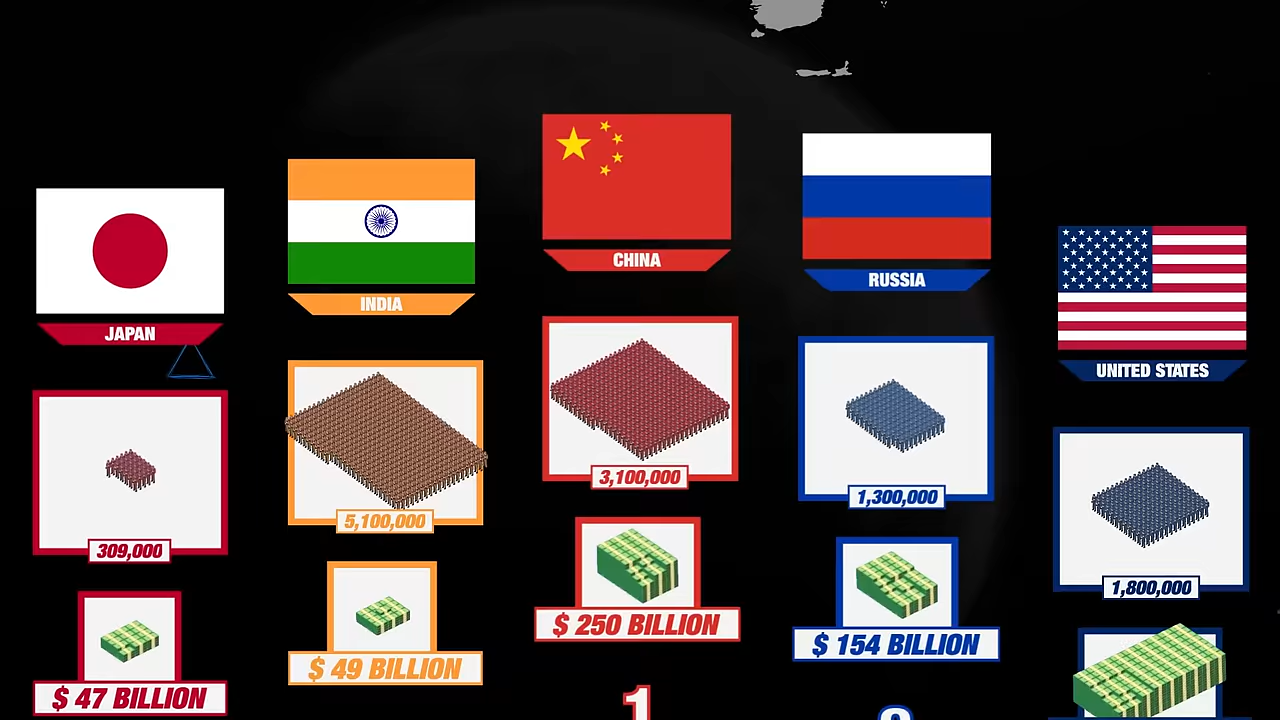 JAPAN
309,000
$ 47 BILLION
INDIA
5,100,000
$ 49 BILLION
CHINA
3,100,000
$ 250 BILLION
1
RUSSIA
1,300,000
$ 154 BILLION
UNITED STATES
1,800,000